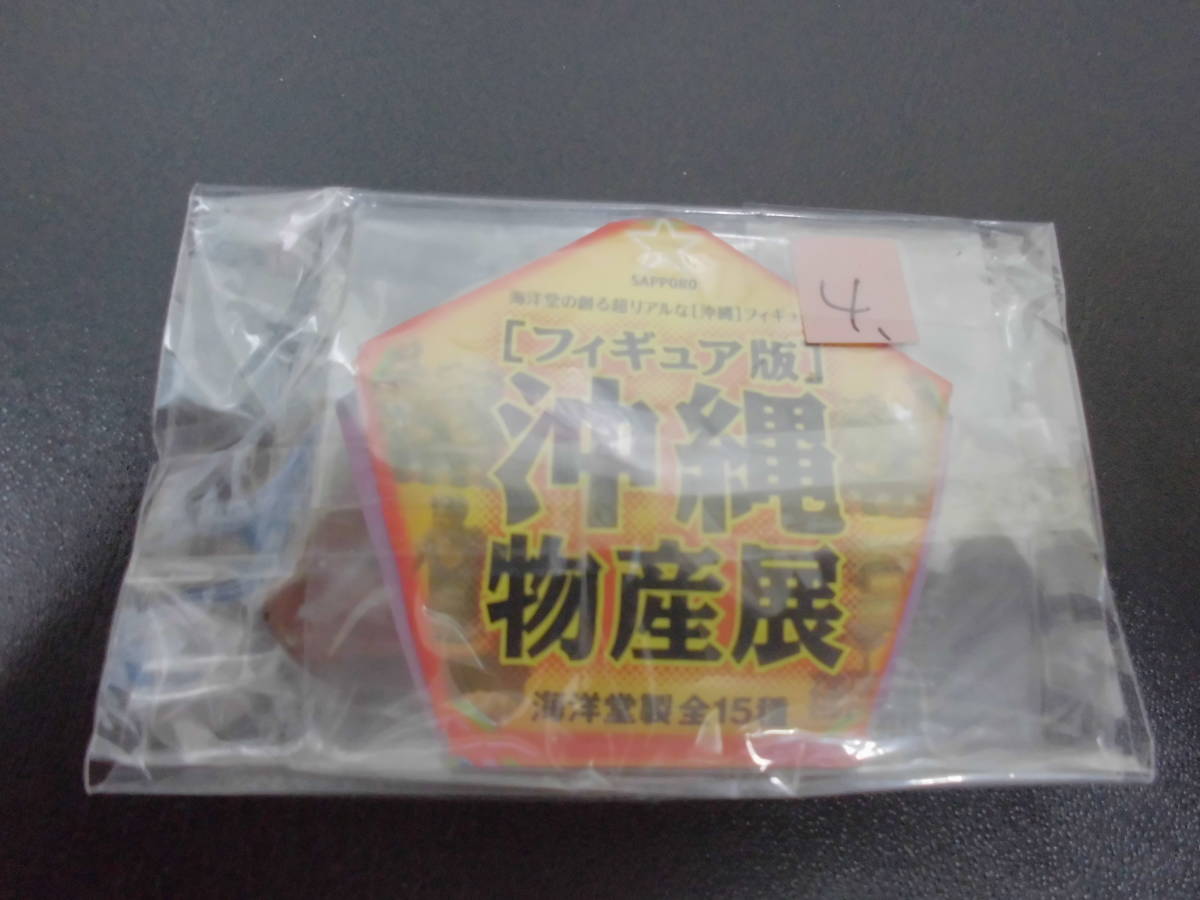 SAPPORO
海洋堂の創る超リアルな[沖縄]フィギュ
4、
[フィギュア版]
沖縄
物産展
海洋堂製 全15種